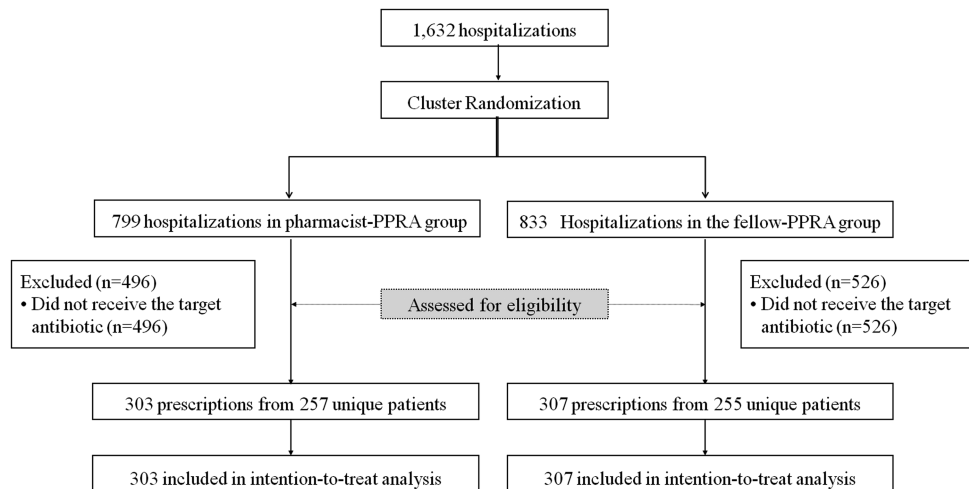 1,632 hospitalizations
Cluster Randomization
799 hospitalizations in pharmacist-PPRA group
833 Hospitalizations in the fellow-PPRA group
Excluded (n=496)
• Did not receive the target
antibiotic (n=496)
Assessed for eligibility
Excluded (n=526)
• Did not receive the target
antibiotic (n=526)
303 prescriptions from 257 unique patients
307 prescriptions from 255 unique patients
303 included in intention-to-treat analysis
307 included in intention-to-treat analysis